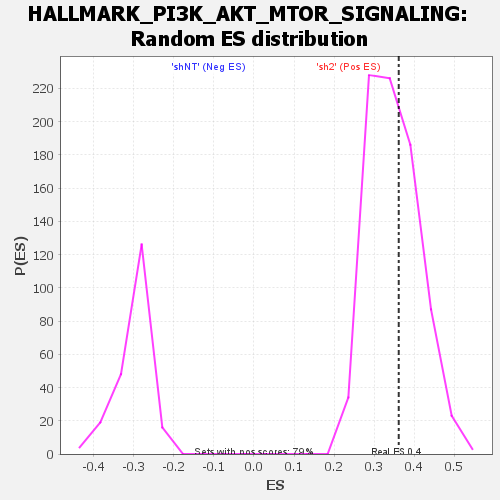 HALLMARK_PI3K_AKT_MTOR_SIGNALING:
Random ES distribution
'shNT' (Neg ES)
'sh2' (Pos ES)
220
200
180
160
140
120
100
80
60
40
20
0
P(ES)
Sets with pos scores: 79%
Real ES 0.4
-0.4
-0.3
-0.2
-0.1
0.0
0.1
0.2
0.3
0.4
0.5
ES